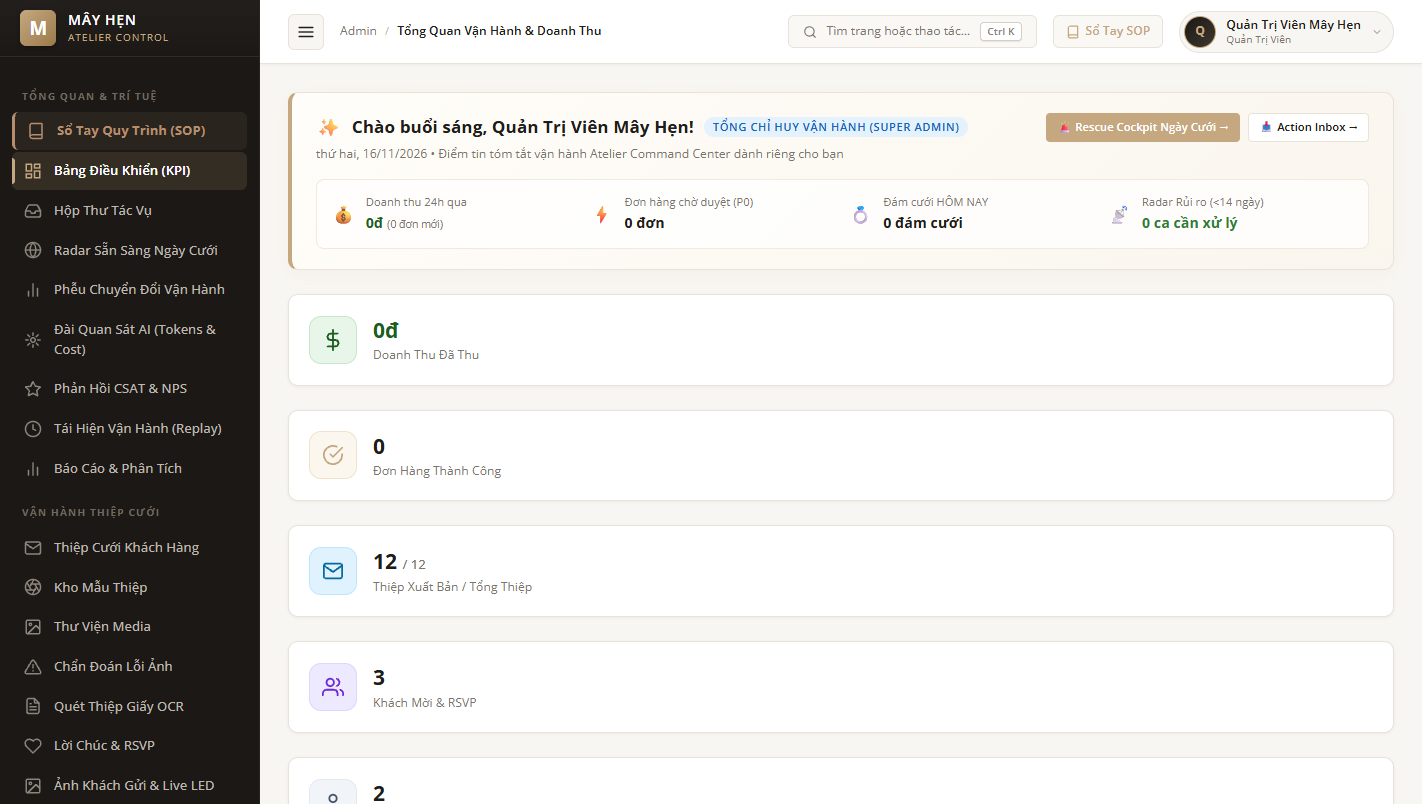 M
MÂY HẸN
ATELIER CONTROL
TỔNG QUAN & TRÍ TUỆ
Sổ Tay Quy Trình (SOP)
Bảng Điều Khiển (KPI)
Hộp Thư Tác Vụ
Radar Sẵn Sàng Ngày Cưới
Phễu Chuyển Đổi Vận Hành
Đài Quan Sát AI (Tokens &
Cost)
Phản Hồi CSAT & NPS
Tái Hiện Vận Hành (Replay)
Báo Cáo & Phân Tích
VẬN HÀNH THIỆP CƯỚI
Thiệp Cưới Khách Hàng
Kho Mẫu Thiệp
Thư Viện Media
Chẩn Đoán Lỗi Ảnh
Quét Thiệp Giấy OCR
Lời Chúc & RSVP
Ảnh Khách Gửi & Live LED
Admin / Tổng Quan Vận Hành & Doanh Thu
Tìm trang hoặc thao tác... Ctrl K
Sổ Tay SOP
Q
Quản Trị Viên Mây Hẹn
Quản Trị Viên
Chào buổi sáng, Quản Trị Viên Mây Hẹn! TỔNG CHỈ HUY VẬN HÀNH (SUPER ADMIN)
Rescue Cockpit Ngày Cưới →
Action Inbox →
thứ hai, 16/11/2026 • Điểm tin tóm tắt vận hành Atelier Command Center dành riêng cho bạn
Doanh thu 24h qua
0đ (0 đơn mới)
Đơn hàng chờ duyệt (P0)
0 đơn
Đám cưới HÔM NAY
0 đám cưới
Radar Rủi ro (<14 ngày)
0 ca cần xử lý
0đ
Doanh Thu Đã Thu
0
Đơn Hàng Thành Công
12 / 12
Thiệp Xuất Bản / Tổng Thiệp
3
Khách Mời & RSVP
2